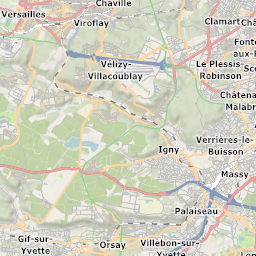 Chaville
Versailles
Viroflay
Clamart
Vélizy-
Villacoublay
Le Plessis-
Robinson
Verrières-le-
Buisson
Igny
Massy
Palaiseau
Gif-sur-
Yvette
Orsay
Villebon-sur-
Yvette